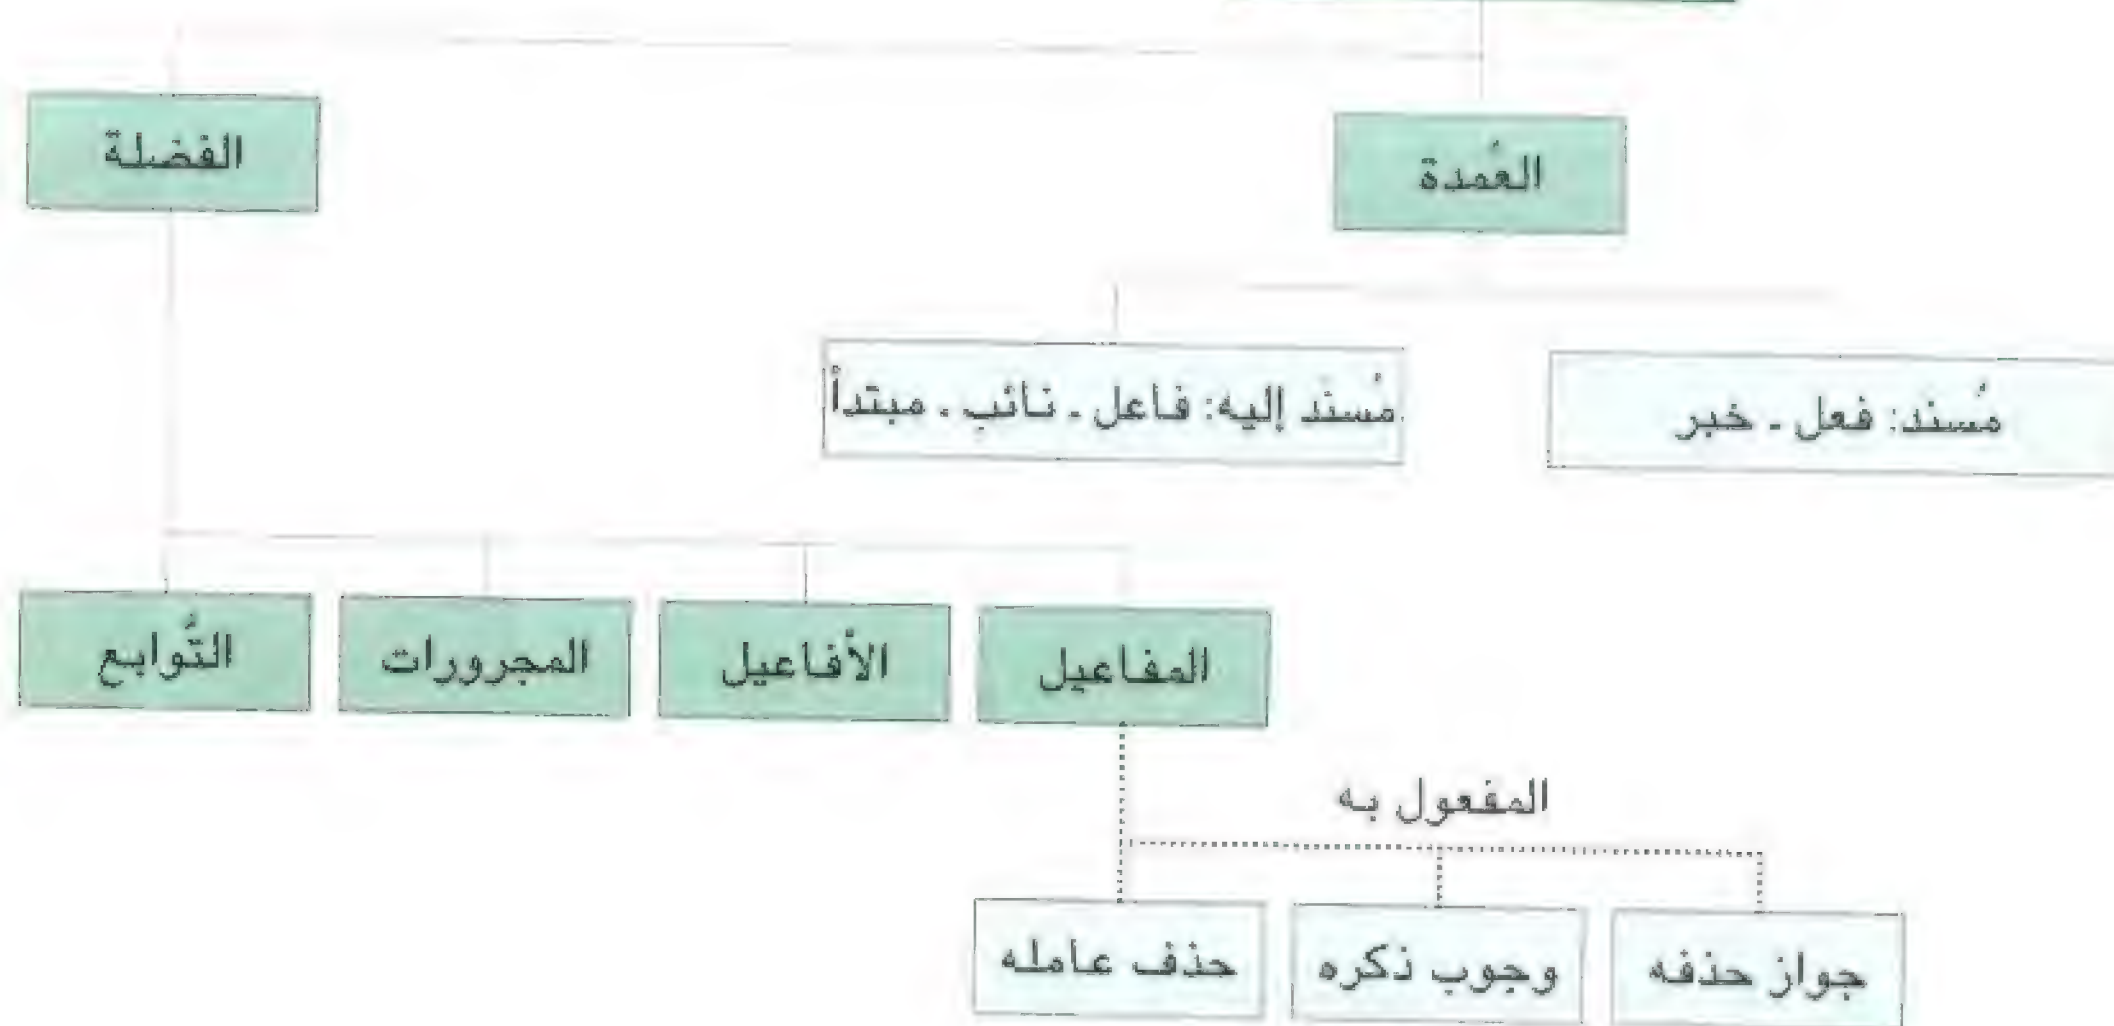 العُمدة
الفضلة
مُسند: فعل - خبر
مُسنَد إليه: فاعل - نائب - مبتدأ
المفاعيل
الأفاعيل
المجرورات
التَّوابع
المفعول به
جواز حذفه
وجوب ذكره
حذف عامله